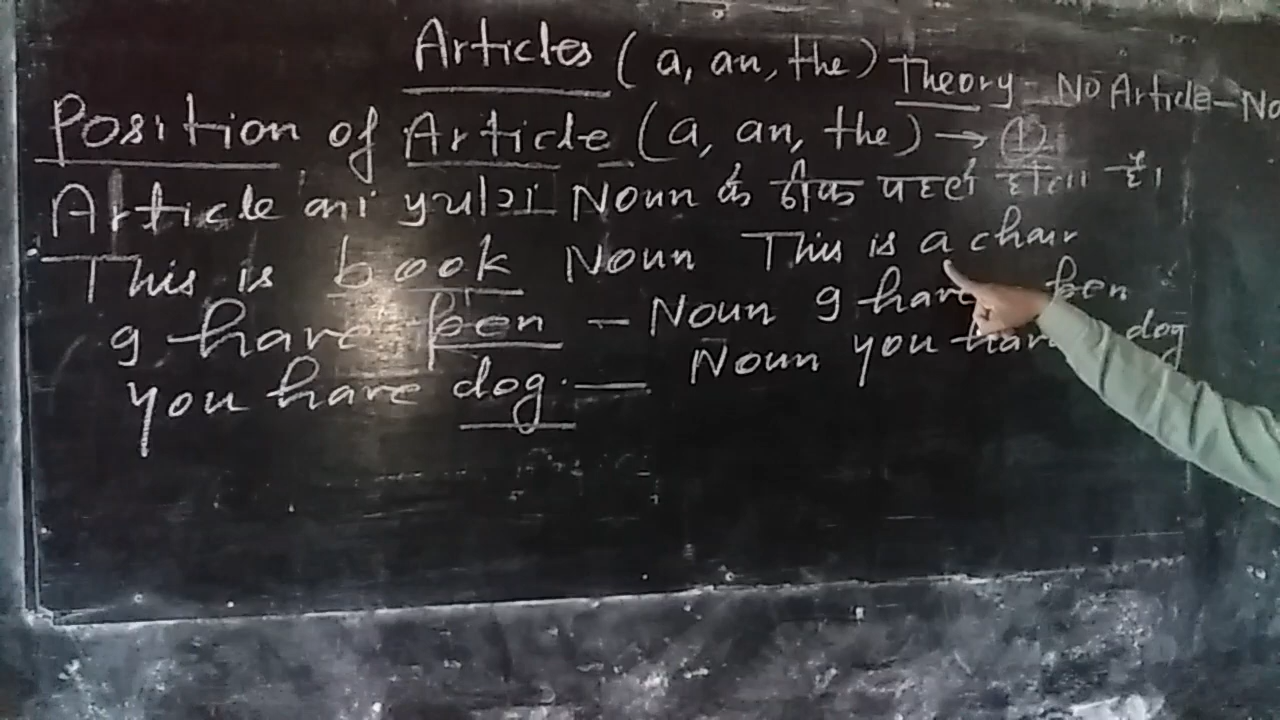 Articles (a, an, the) Theory - No Article - No
Position of Article (a, an, the) → ①
Article का प्रयोग Noun के ठीक पहले होता है।
This is book Noun This is a chair
I have pen - Noun I have pen
you have dog. — Noun you have dog